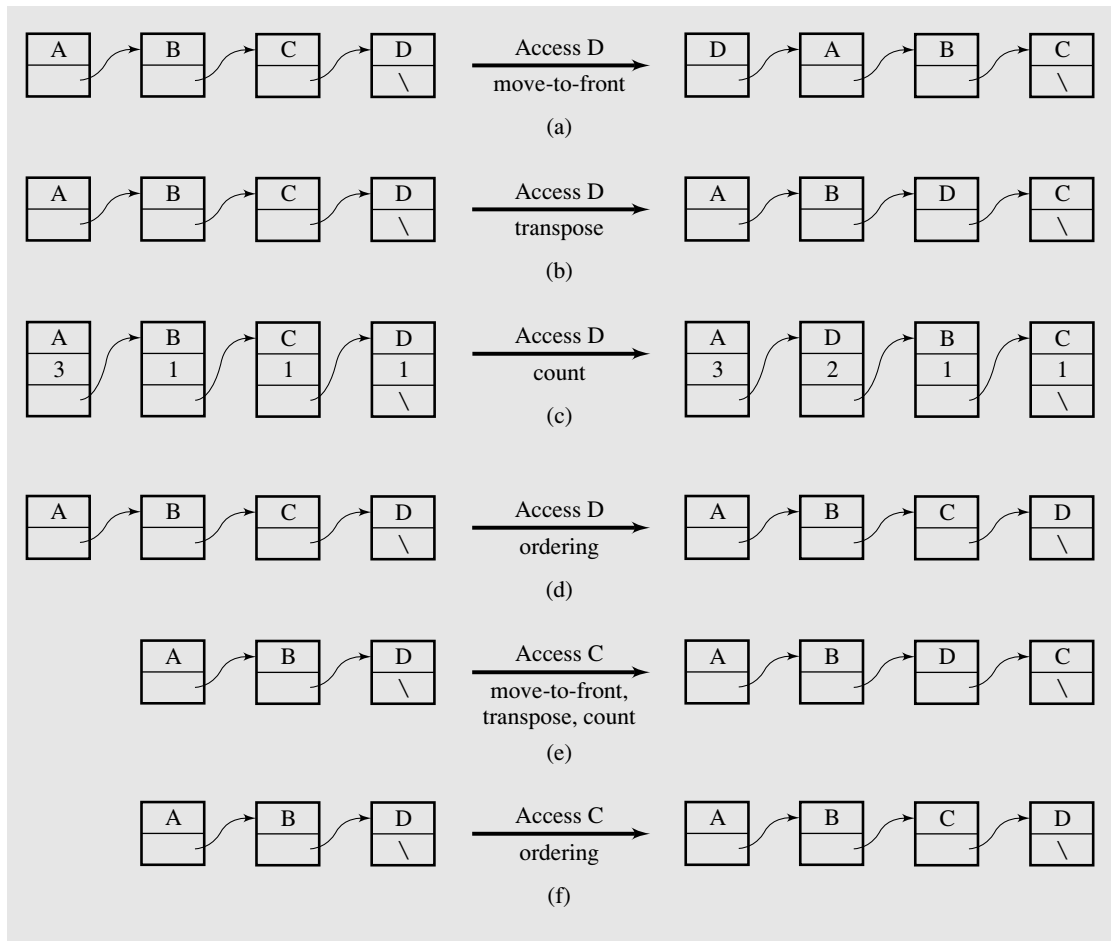 A B C D Access D D A B C
\ move-to-front \
(a)
A B C D Access D A B D C
\ transpose \
(b)
A B C D Access D A D B C
3 1 1 1 count 3 2 1 1
\ \
(c)
A B C D Access D A B C D
\ ordering \
(d)
A B D Access C A B D C
\ move-to-front, \
transpose, count
(e)
A B D Access C A B C D
\ ordering \
(f)